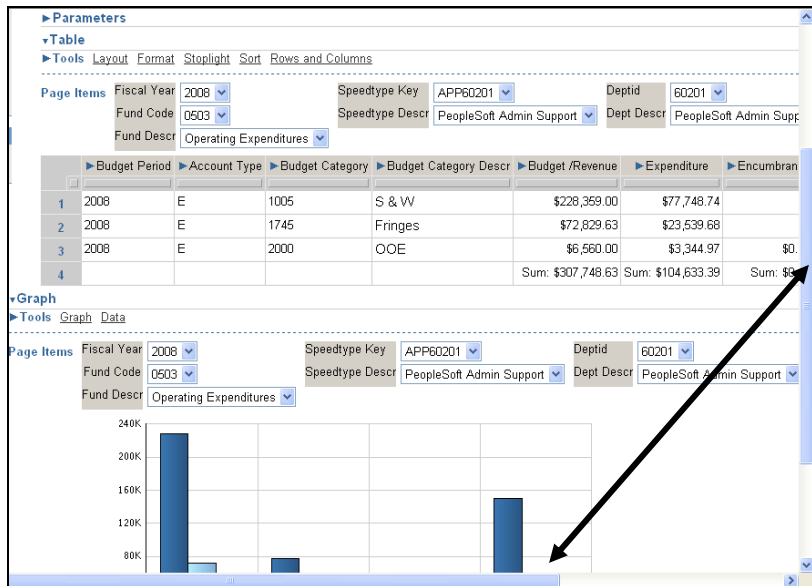 Parameters
Table
Tools Layout Format Stoplight Sort Rows and Columns
Page Items Fiscal Year 2008 Speedtype Key APP60201 Deptid 60201
Fund Code 0503 Speedtype Descr PeopleSoft Admin Support Dept Descr PeopleSoft Admin Supp
Fund Descr Operating Expenditures
Budget Period Account Type Budget Category Budget Category Descr Budget /Revenue Expenditure Encumbran
1 2008 E 1005 S & W $228,359.00 $77,748.74
2 2008 E 1745 Fringes $72,829.63 $23,539.68
3 2008 E 2000 OOE $6,560.00 $3,344.97 $0.
4 Sum: $307,748.63 Sum: $104,633.39 Sum:
Graph
Tools Graph Data
Page Items Fiscal Year 2008 Speedtype Key APP60201 Deptid 60201
Fund Code 0503 Speedtype Descr PeopleSoft Admin Support Dept Descr PeopleSoft Admin Support
Fund Descr Operating Expenditures
240K
200K
160K
120K
80K